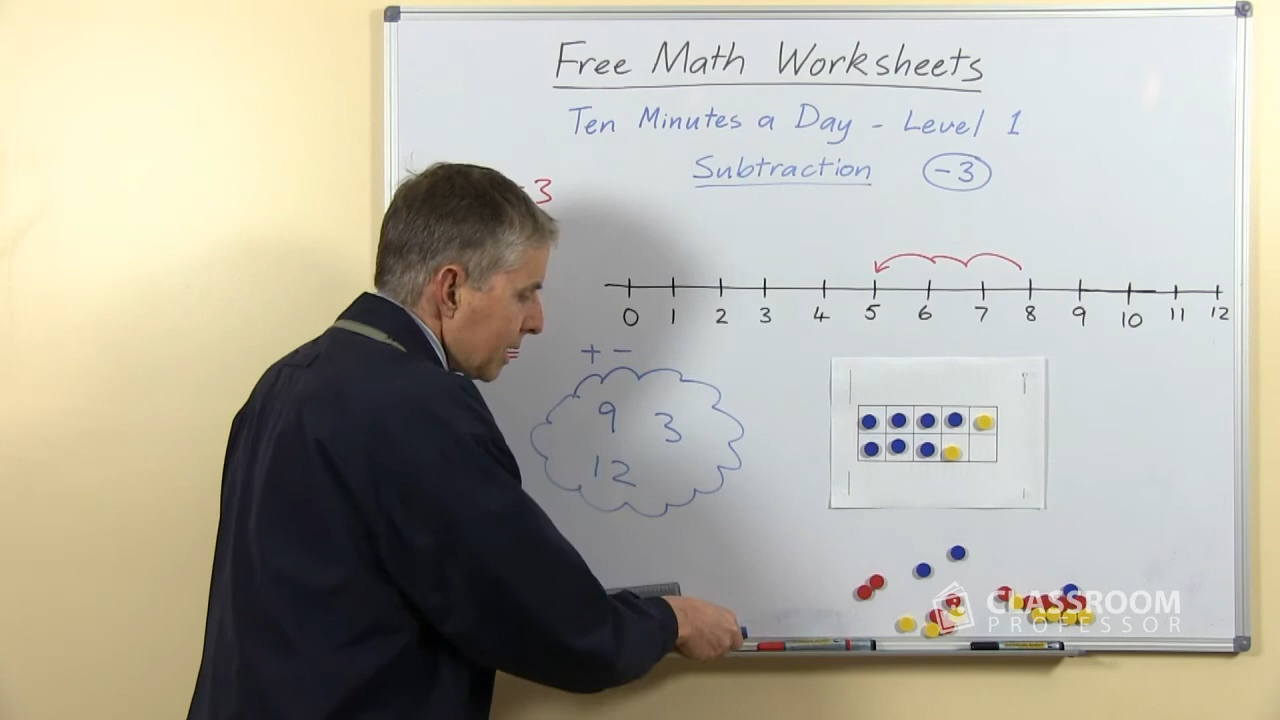 Free Math Worksheets
Ten Minutes a Day - Level 1
Subtraction -3
-3
0 1 2 3 4 5 6 7 8 9 10 11 12
+ -
9 3
12
CLASSROOM
PROFESSOR